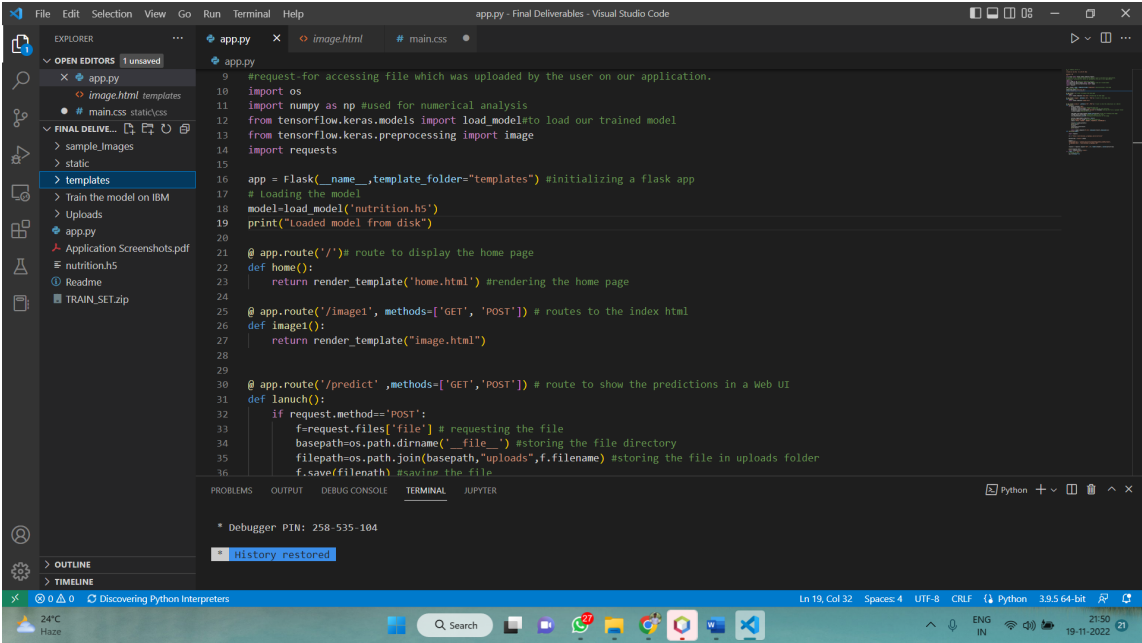 File Edit Selection View Go Run Terminal Help app.py - Final Deliverables - Visual Studio Code
EXPLORER ···
OPEN EDITORS 1 unsaved
app.py
image.html templates
main.css static\css
FINAL DELIVE...
sample_Images
static
templates
Train the model on IBM
Uploads
app.py
Application Screenshots.pdf
nutrition.h5
Readme
TRAIN_SET.zip
OUTLINE
TIMELINE
app.py image.html main.css
app.py
9 #request-for accessing file which was uploaded by the user on our application.
10 import os
11 import numpy as np #used for numerical analysis
12 from tensorflow.keras.models import load_model#to load our trained model
13 from tensorflow.keras.preprocessing import image
14 import requests
15
16 app = Flask(__name__,template_folder="templates") #initializing a flask app
17 # Loading the model
18 model=load_model('nutrition.h5')
19 print("Loaded model from disk")
20
21 @ app.route('/')# route to display the home page
22 def home():
23 return render_template('home.html') #rendering the home page
24
25 @ app.route('/image1', methods=['GET', 'POST']) # routes to the index html
26 def image1():
27 return render_template("image.html")
28
29
30 @ app.route('/predict' ,methods=['GET','POST']) # route to show the predictions in a Web UI
31 def lanuch():
32 if request.method=='POST':
33 f=request.files['file'] # requesting the file
34 basepath=os.path.dirname('__file__') #storing the file directory
35 filepath=os.path.join(basepath,"uploads",f.filename) #storing the file in uploads folder
36 f.save(filepath) #saving the file
PROBLEMS OUTPUT DEBUG CONSOLE TERMINAL JUPYTER Python
* Debugger PIN: 258-535-104
* History restored
0 0 Discovering Python Interpreters Ln 19, Col 32 Spaces: 4 UTF-8 CRLF Python 3.9.5 64-bit
24°C
Haze
Search
27
ENG
IN
21:50
19-11-2022
21